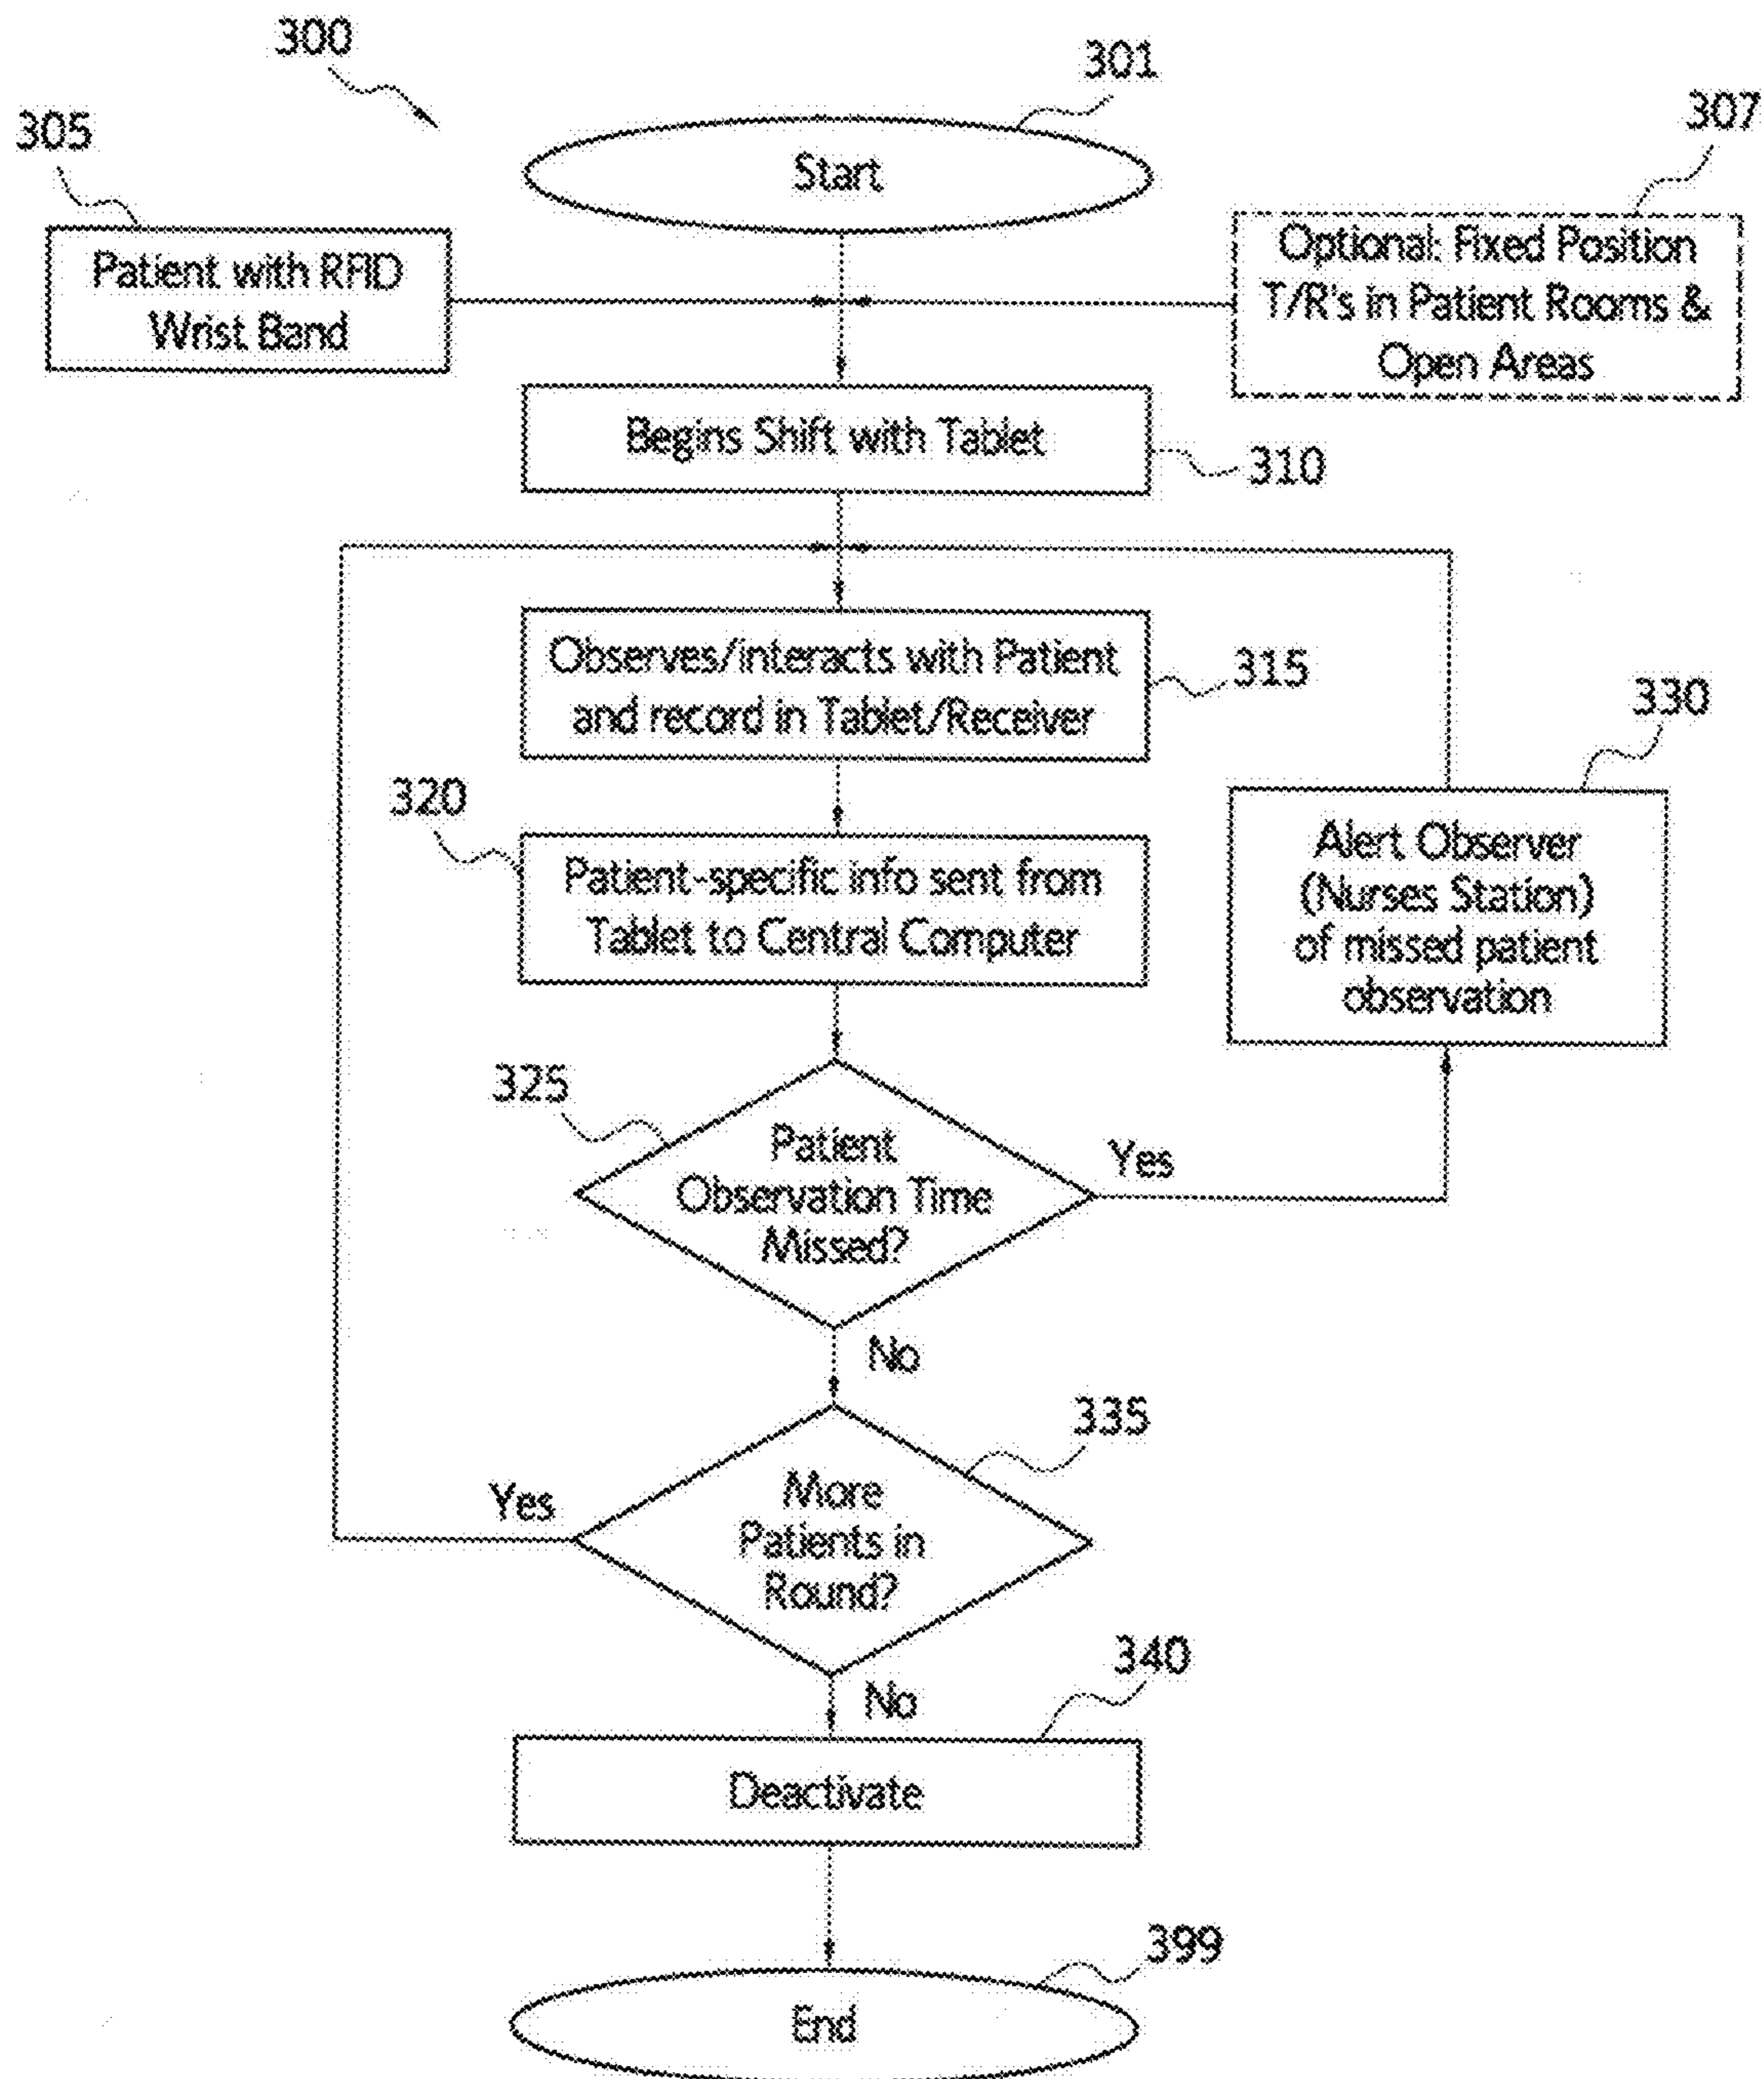 300
301
305
307
Start
Patient with RFID
Wrist Band
Optional: Fixed Position
T/R's in Patient Rooms &
Open Areas
Begins Shift with Tablet
310
Observes/interacts with Patient
and record in Tablet/Receiver
315
330
320
Patient-specific info sent from
Tablet to Central Computer
Alert Observer
(Nurses Station)
of missed patient
observation
325
Patient
Observation Time
Missed?
Yes
No
335
More
Patients in
Round?
Yes
No
340
Deactivate
399
End